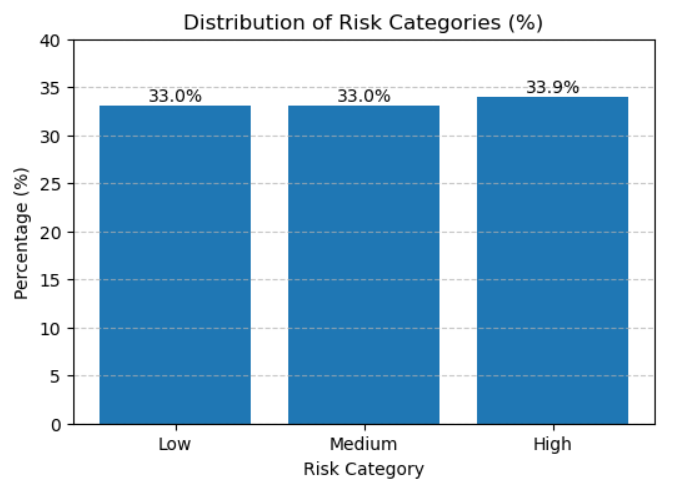 Distribution of Risk Categories (%)
40
35
30
25
20
15
10
5
0
Percentage (%)
33.0%
33.0%
33.9%
Low
Medium
High
Risk Category